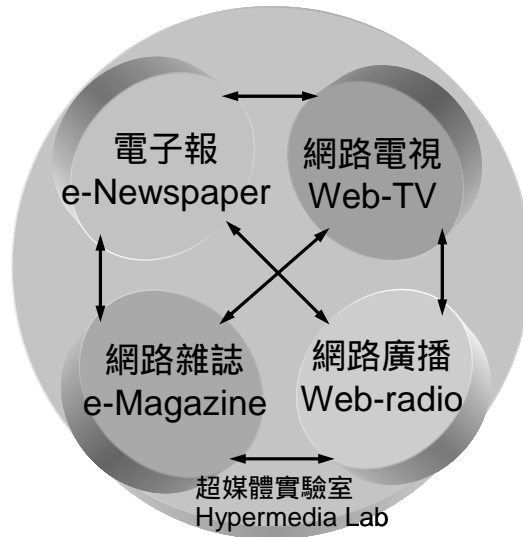 電子報
e-Newspaper
網路電視
Web-TV
網路雜誌
e-Magazine
網路廣播
Web-radio
超媒體實驗室
Hypermedia Lab